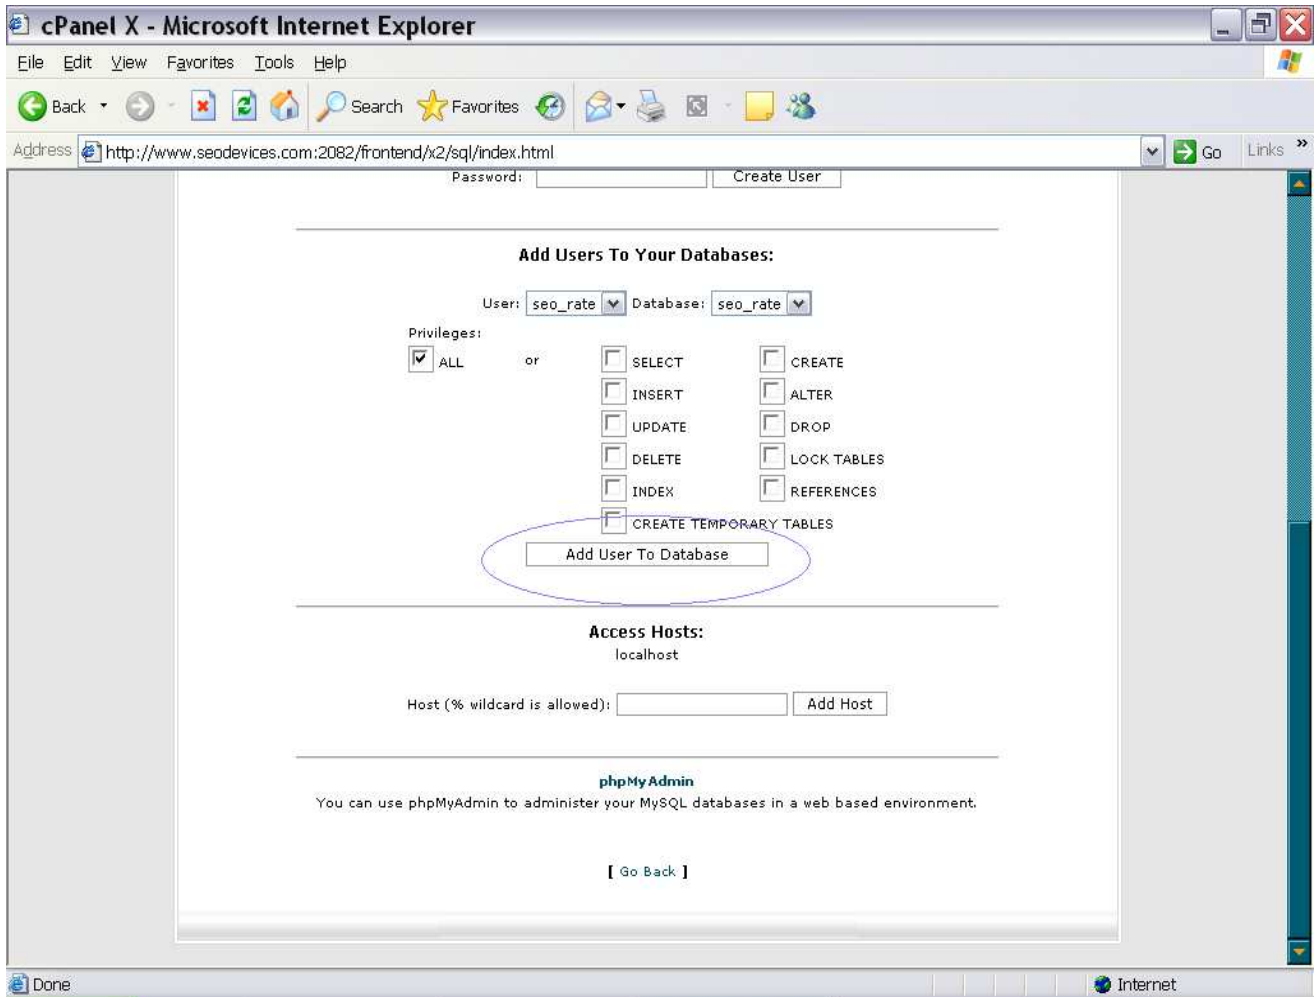 cPanel X - Microsoft Internet Explorer
File Edit View Favorites Tools Help
Back Search Favorites
Address http://www.seodevices.com:2082/frontend/x2/sql/index.html Go Links »
Password: Create User
Add Users To Your Databases:
User: seo_rate Database: seo_rate
Privileges:
ALL or SELECT CREATE
INSERT ALTER
UPDATE DROP
DELETE LOCK TABLES
INDEX REFERENCES
CREATE TEMPORARY TABLES
Add User To Database
Access Hosts:
localhost
Host (% wildcard is allowed): Add Host
phpMyAdmin
You can use phpMyAdmin to administer your MySQL databases in a web based environment.
[ Go Back ]
Done Internet